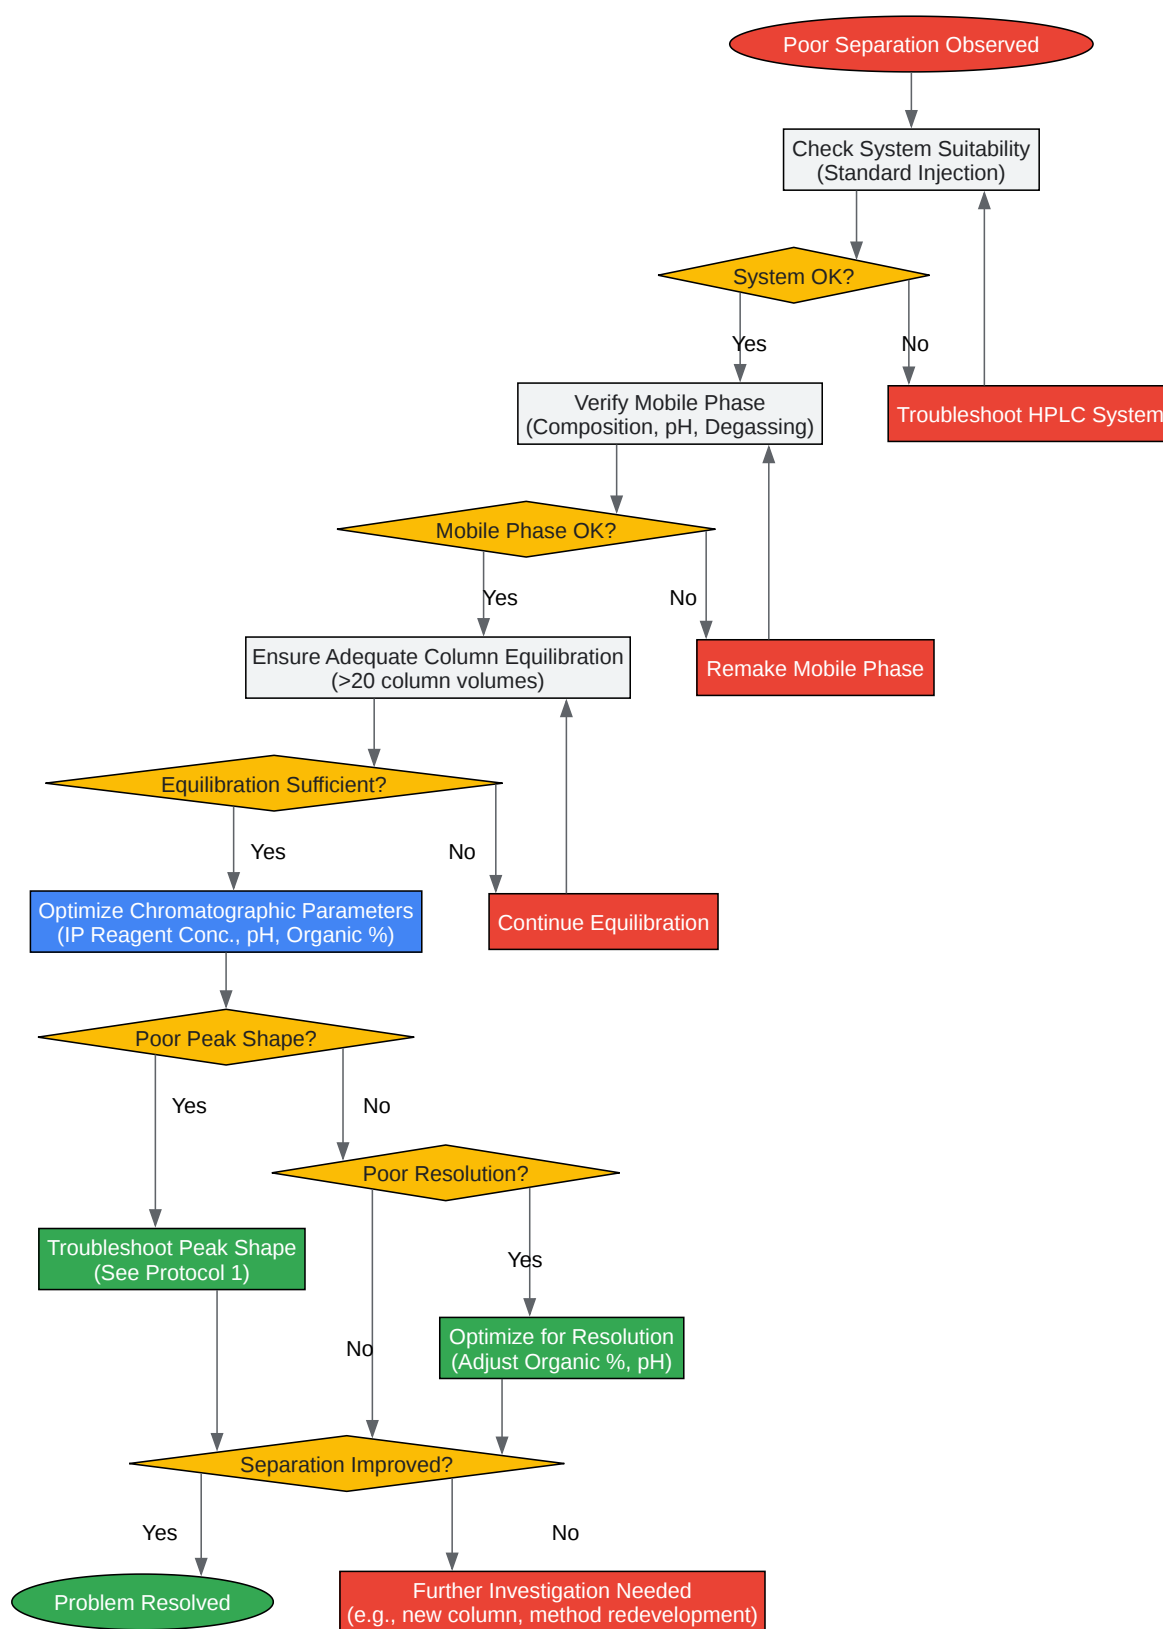 Poor Separation Observed
Check System Suitability
(Standard Injection)
System OK?
Yes
No
Verify Mobile Phase
(Composition, pH, Degassing)
Troubleshoot HPLC System
Mobile Phase OK?
Yes
No
Ensure Adequate Column Equilibration
(>20 column volumes)
Remake Mobile Phase
Equilibration Sufficient?
Yes
No
Optimize Chromatographic Parameters
(IP Reagent Conc., pH, Organic %)
Continue Equilibration
Poor Peak Shape?
Yes
No
Poor Resolution?
Troubleshoot Peak Shape
(See Protocol 1)
Yes
Optimize for Resolution
(Adjust Organic %, pH)
No
Separation Improved?
Yes
No
Problem Resolved
Further Investigation Needed
(e.g., new column, method redevelopment)